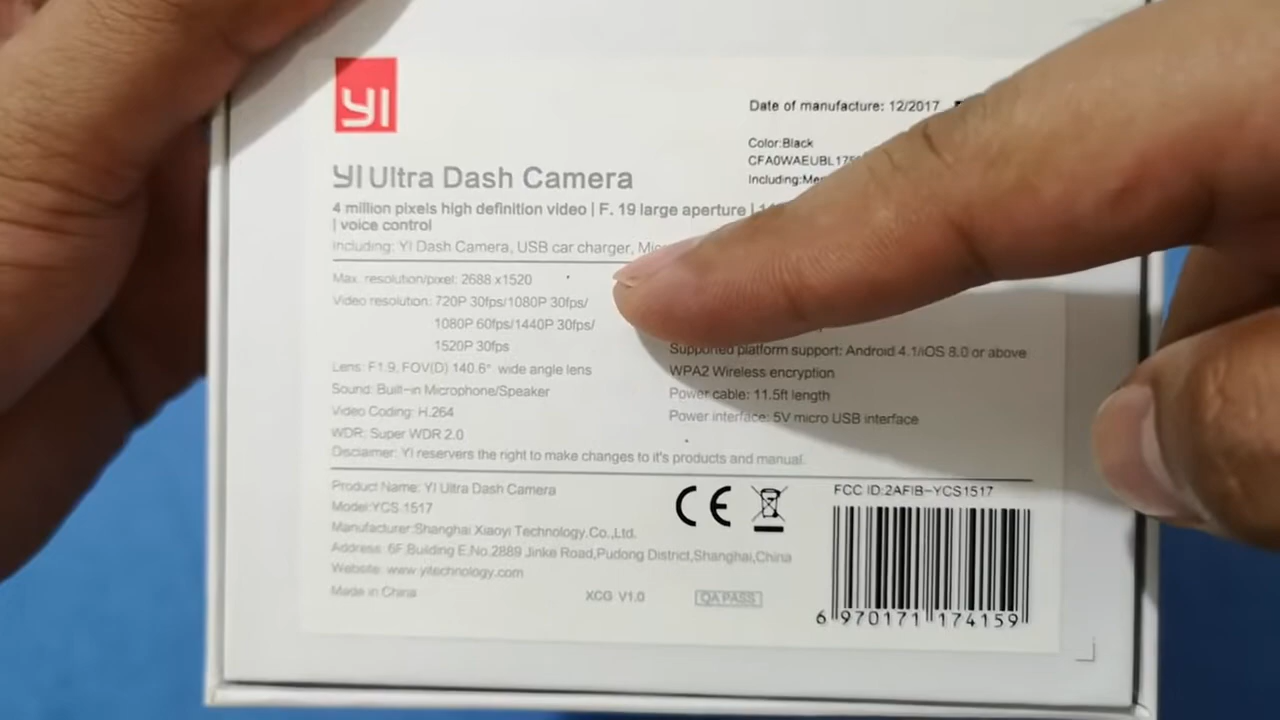 YI
Date of manufacture: 12/2017
Color:Black
CFA0WAEUBL175
Including:
YI Ultra Dash Camera
4 million pixels high definition video | F. 19 large aperture |
| voice control
Including: YI Dash Camera, USB car charger,
Max. resolution/pixel: 2688 x1520
Video resolution: 720P 30fps/1080P 30fps/
1080P 60fps/1440P 30fps/
1520P 30fps
Lens: F1.9, FOV(D) 140.6° wide angle lens
Sound: Built-in Microphone/Speaker
Video Coding: H.264
WDR: Super WDR 2.0
Supported platform support: Android 4.1/iOS 8.0 or above
WPA2 Wireless encryption
Power cable: 11.5ft length
Power interface: 5V micro USB interface
Disclaimer: YI reservers the right to make changes to it's products and manual.
Product Name: YI Ultra Dash Camera
Model:YCS.1517
Manufacturer:Shanghai Xiaoyi Technology.Co.,Ltd.
Address: 6F.Building E,No.2889 Jinke Road,Pudong District,Shanghai,China
Website: www.yitechnology.com
Made in China
XCG V1.0
QA PASS
CE
FCC ID:2AFIB-YCS1517
6 970171 174159